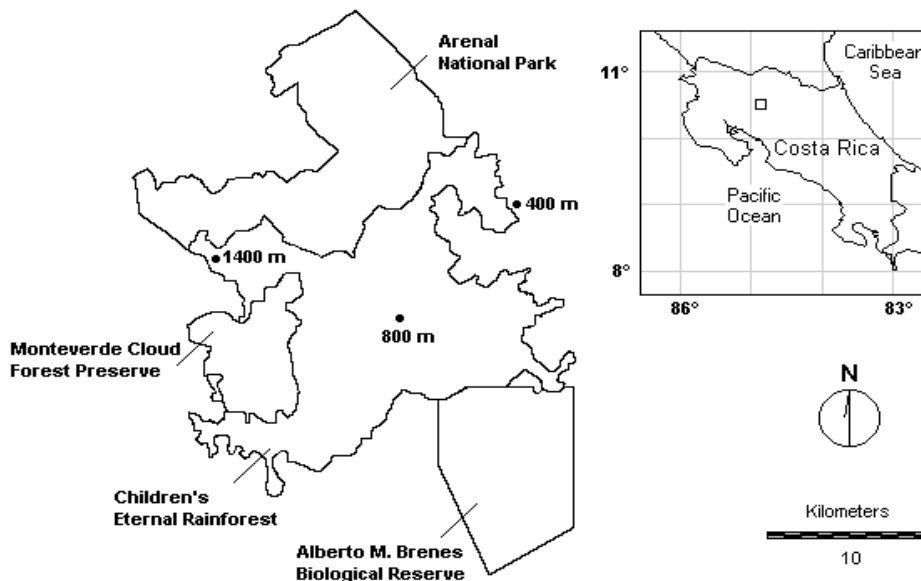 Arenal
National Park
400 m
1400 m
800 m
Monteverde Cloud
Forest Preserve
Children's
Eternal Rainforest
Alberto M. Brenes
Biological Reserve
Caribbean
Sea
11°
Costa Rica
Pacific
Ocean
8°
86°
83°
N
Kilometers
10